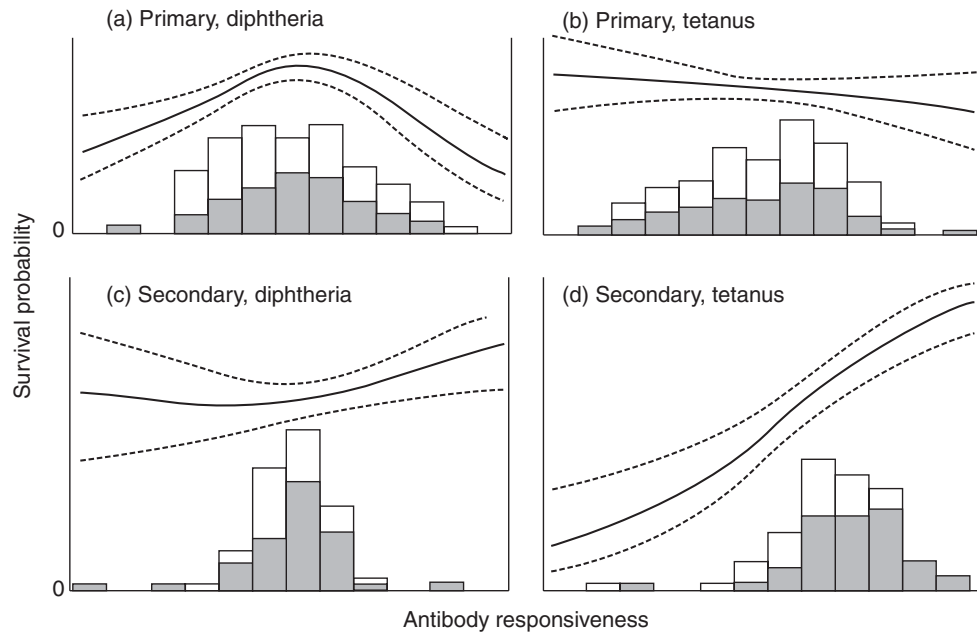 (a) Primary, diphtheria
(b) Primary, tetanus
0
(c) Secondary, diphtheria
(d) Secondary, tetanus
0
Survival probability
Antibody responsiveness